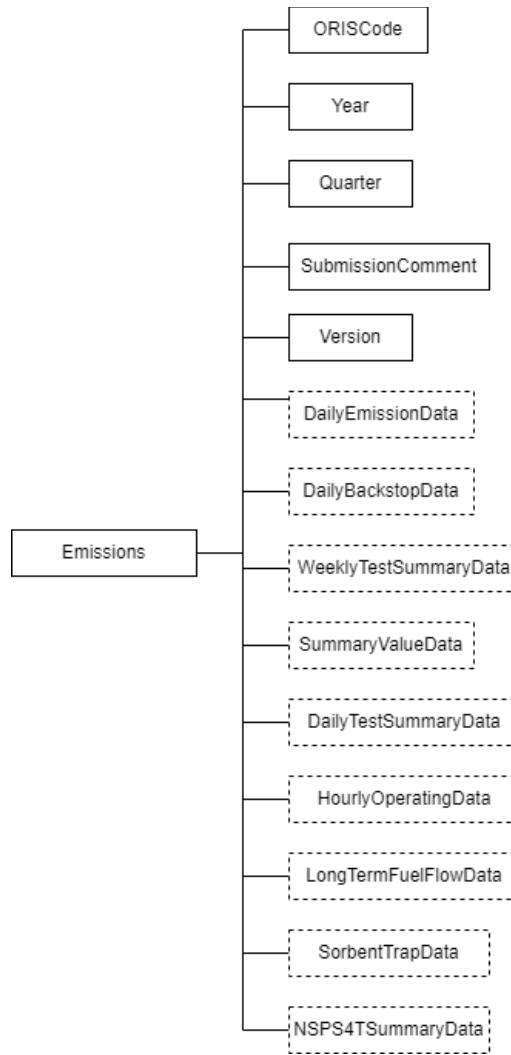 ORISCode
Year
Quarter
SubmissionComment
Version
DailyEmissionData
DailyBackstopData
Emissions
WeeklyTestSummaryData
SummaryValueData
DailyTestSummaryData
HourlyOperatingData
LongTermFuelFlowData
SorbentTrapData
NSPS4TSummaryData